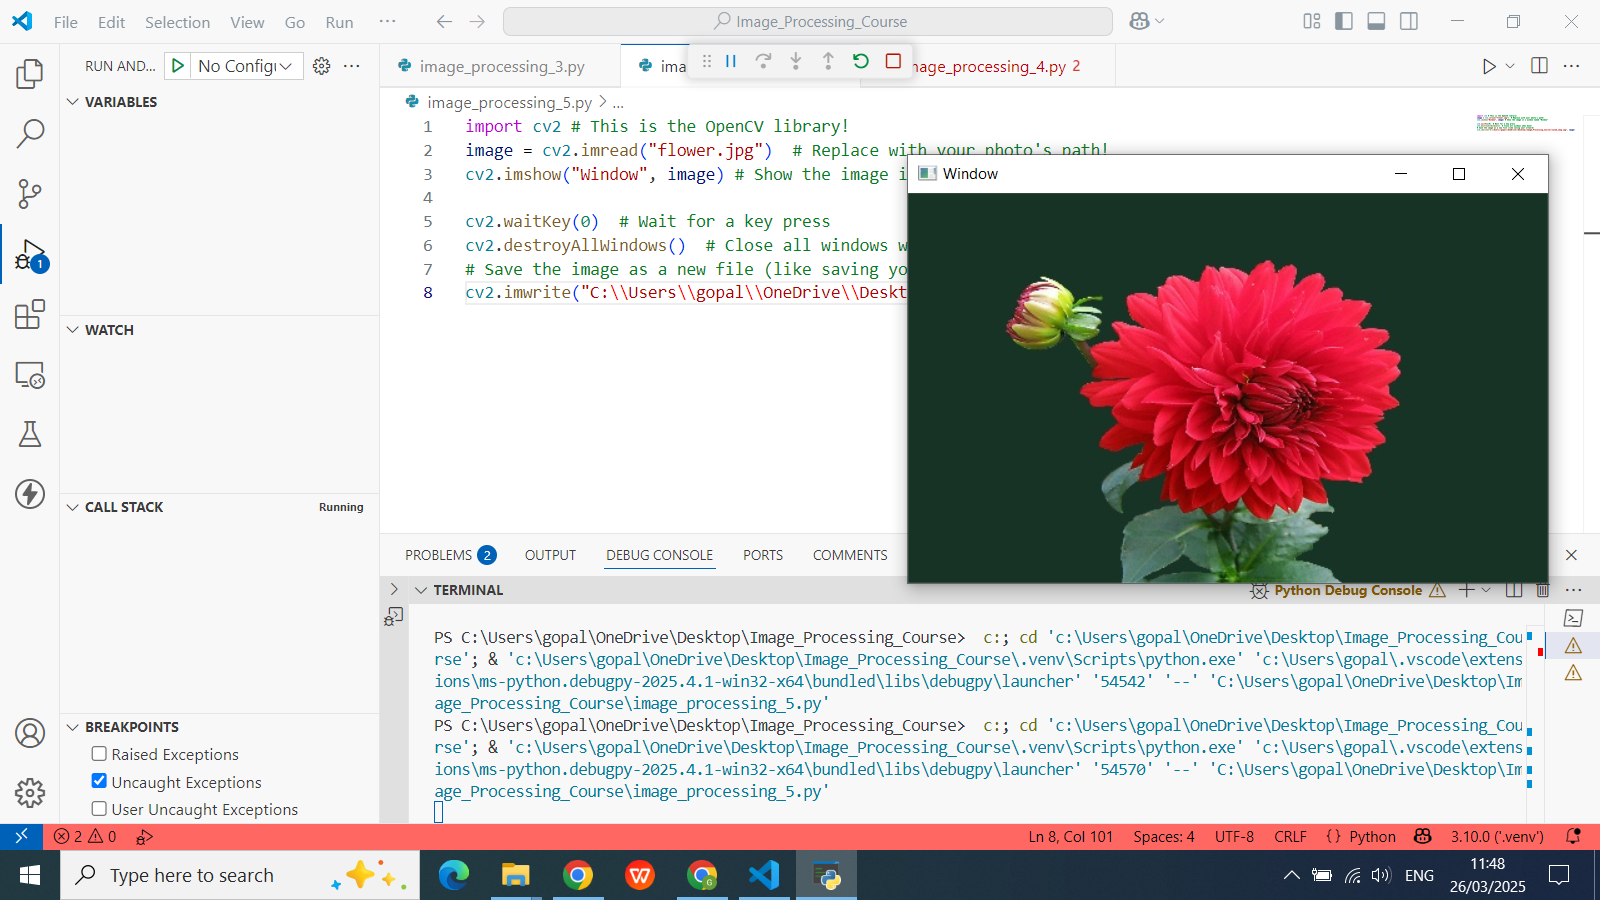 File Edit Selection View Go Run ···
Image_Processing_Course
RUN AND... No Config
image_processing_3.py
image_processing_4.py 2
image_processing_5.py > ...
VARIABLES
WATCH
CALL STACK Running
BREAKPOINTS
Raised Exceptions
Uncaught Exceptions
User Uncaught Exceptions
1
1 import cv2 # This is the OpenCV library!
2 image = cv2.imread("flower.jpg")  # Replace with your photo's path!
3 cv2.imshow("Window", image) # Show the image i
4
5 cv2.waitKey(0)  # Wait for a key press
6 cv2.destroyAllWindows()  # Close all windows w
7 # Save the image as a new file (like saving yo
8 cv2.imwrite("C:\\Users\\gopal\\OneDrive\\Deskt
Window
PROBLEMS 2 OUTPUT DEBUG CONSOLE PORTS COMMENTS
TERMINAL
Python Debug Console
PS C:\Users\gopal\OneDrive\Desktop\Image_Processing_Course>  c:; cd 'c:\Users\gopal\OneDrive\Desktop\Image_Processing_Cou
rse'; & 'c:\Users\gopal\OneDrive\Desktop\Image_Processing_Course\.venv\Scripts\python.exe' 'c:\Users\gopal\.vscode\extens
ions\ms-python.debugpy-2025.4.1-win32-x64\bundled\libs\debugpy\launcher' '54542' '--' 'C:\Users\gopal\OneDrive\Desktop\Im
age_Processing_Course\image_processing_5.py'
PS C:\Users\gopal\OneDrive\Desktop\Image_Processing_Course>  c:; cd 'c:\Users\gopal\OneDrive\Desktop\Image_Processing_Cou
rse'; & 'c:\Users\gopal\OneDrive\Desktop\Image_Processing_Course\.venv\Scripts\python.exe' 'c:\Users\gopal\.vscode\extens
ions\ms-python.debugpy-2025.4.1-win32-x64\bundled\libs\debugpy\launcher' '54570' '--' 'C:\Users\gopal\OneDrive\Desktop\Im
age_Processing_Course\image_processing_5.py'
2 0 Ln 8, Col 101 Spaces: 4 UTF-8 CRLF {} Python 3.10.0 ('.venv')
Type here to search
ENG
11:48
26/03/2025